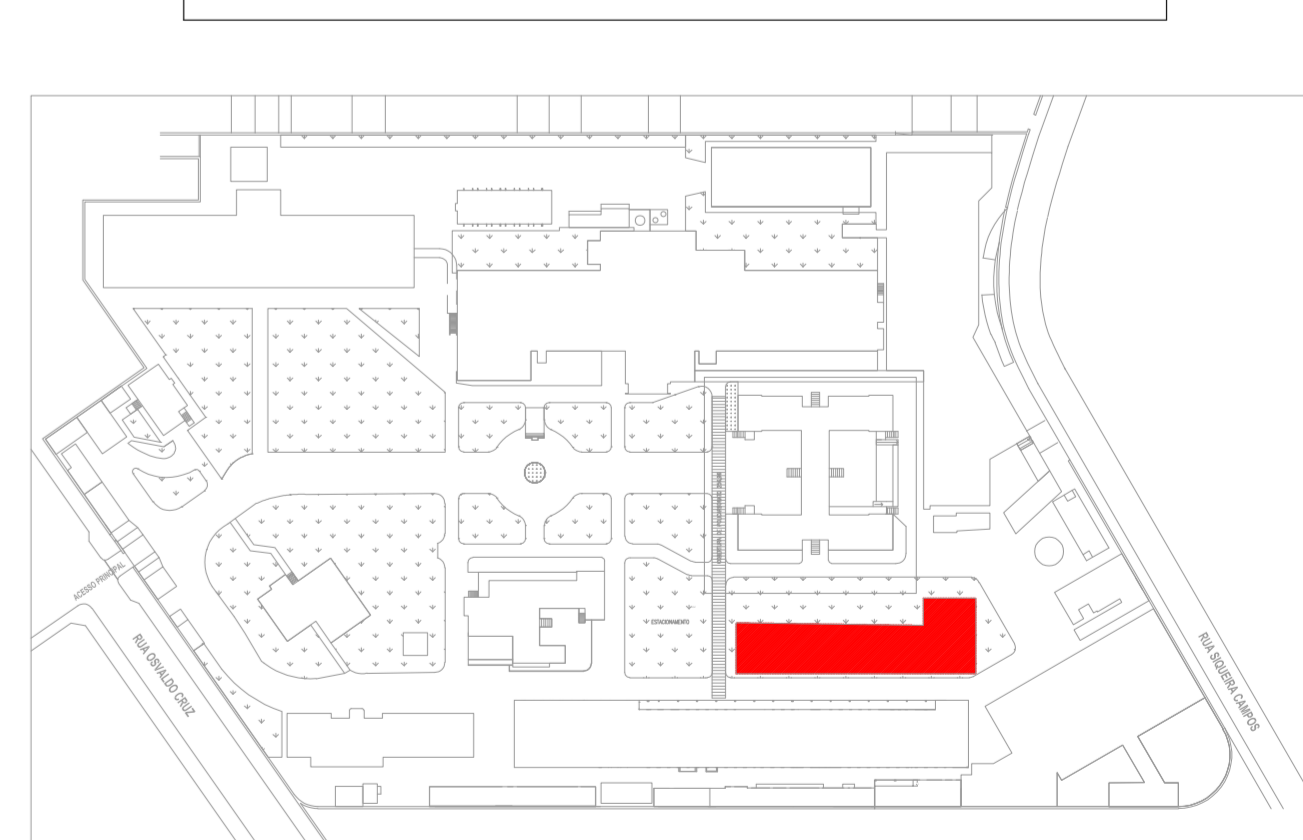 ACESSO PRINCIPAL
ESTACIONAMENTO
RUA OSVALDO CRUZ
RUA SIQUEIRA CAMPOS